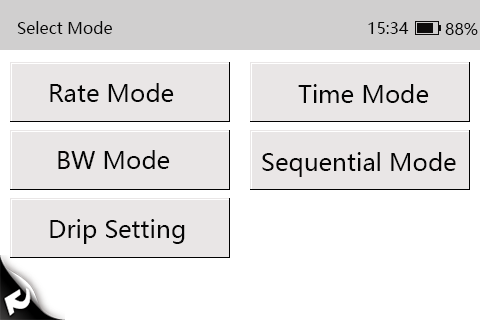 Select Mode 15:34 88%
Rate Mode Time Mode
BW Mode Sequential Mode
Drip Setting